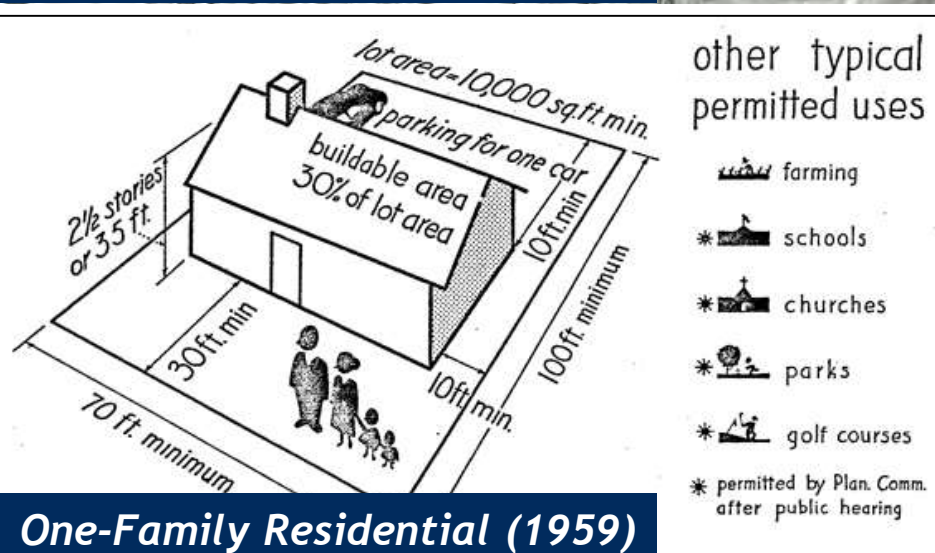 lot area=10,000 sq.ft. min.
parking for one car
buildable area
30% of lot area
2½ stories
or 35 ft.
10 ft. min
30 ft. min
10 ft. min.
100 ft. minimum
70 ft. minimum
One-Family Residential (1959)
other typical
permitted uses
farming
* schools
* churches
* parks
* golf courses
* permitted by Plan. Comm.
after public hearing